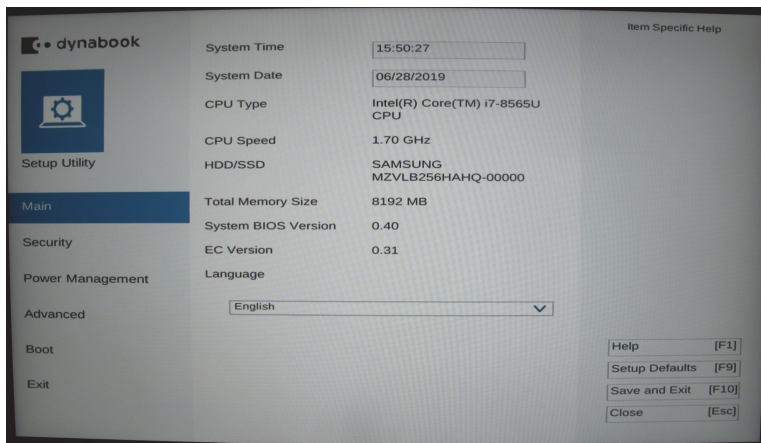 dynabook
Setup Utility
Main
Security
Power Management
Advanced
Boot
Exit
System Time 15:50:27
System Date 06/28/2019
CPU Type Intel(R) Core(TM) i7-8565U
CPU
CPU Speed 1.70 GHz
HDD/SSD SAMSUNG
MZVLB256HAHQ-00000
Total Memory Size 8192 MB
System BIOS Version 0.40
EC Version 0.31
Language
English
Item Specific Help
Help [F1]
Setup Defaults [F9]
Save and Exit [F10]
Close [Esc]